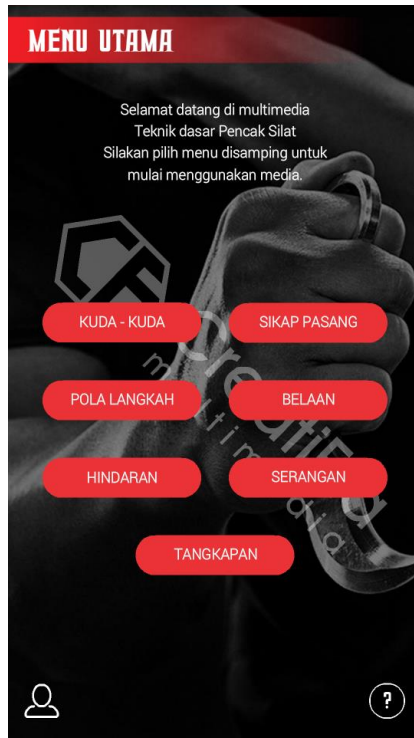 MENU UTAMA
Selamat datang di multimedia
Teknik dasar Pencak Silat
Silakan pilih menu disamping untuk
mulai menggunakan media.
KUDA - KUDA
SIKAP PASANG
POLA LANGKAH
BELAAN
HINDARAN
SERANGAN
TANGKAPAN
?